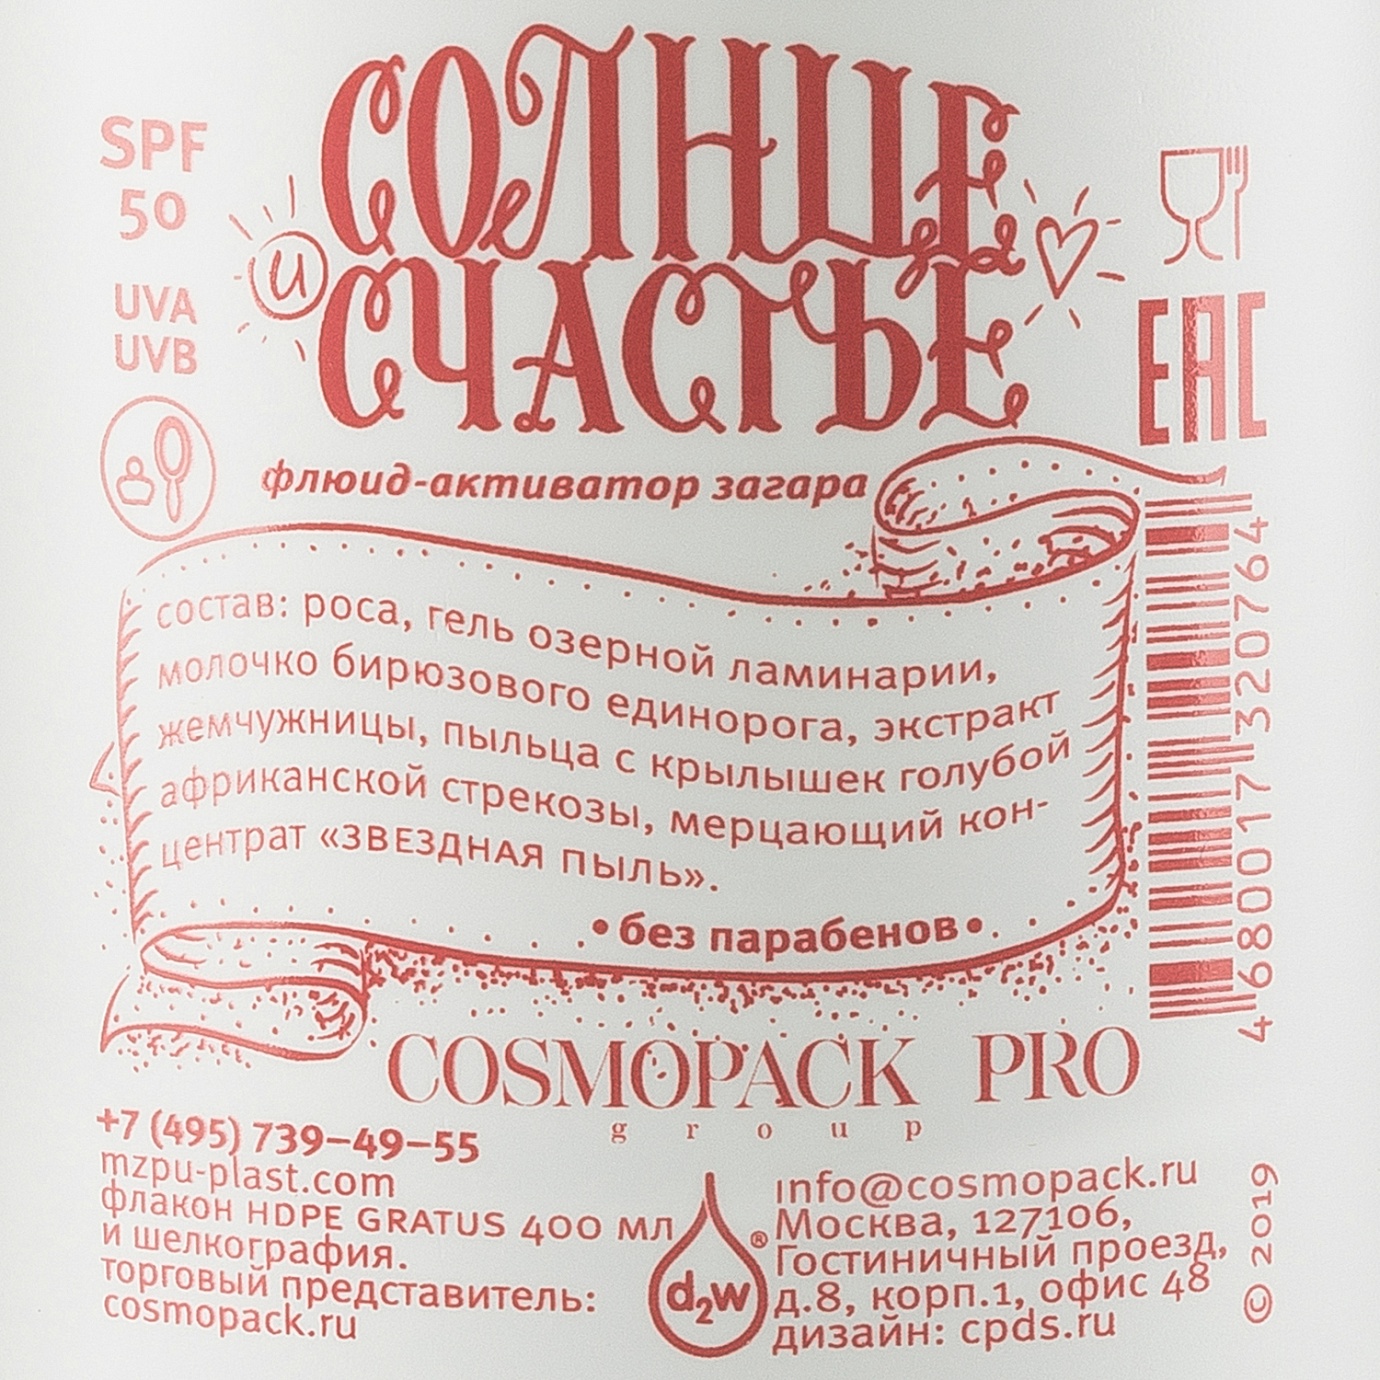 СОЛНЦЕ
и
СЧАСТЬЕ
SPF
50
UVA
UVB
EAC
флюид-активатор загара
состав: роса, гель озерной ламинарии,
молочко бирюзового единорога, экстракт
жемчужницы, пыльца с крылышек голубой
африканской стрекозы, мерцающий кон-
центрат «ЗВЕЗДНАЯ ПЫЛЬ».
•без парабенов•
4680017320764
COSMOPACK PRO
group
+7 (495) 739–49–55
mzpu-plast.com
флакон HDPE GRATUS 400 мл
и шелкография.
торговый представитель:
cosmopack.ru
d2w
®
info@cosmopack.ru
Москва, 127106,
Гостиничный проезд,
д.8, корп.1, офис 48
дизайн: cpds.ru
© 2019